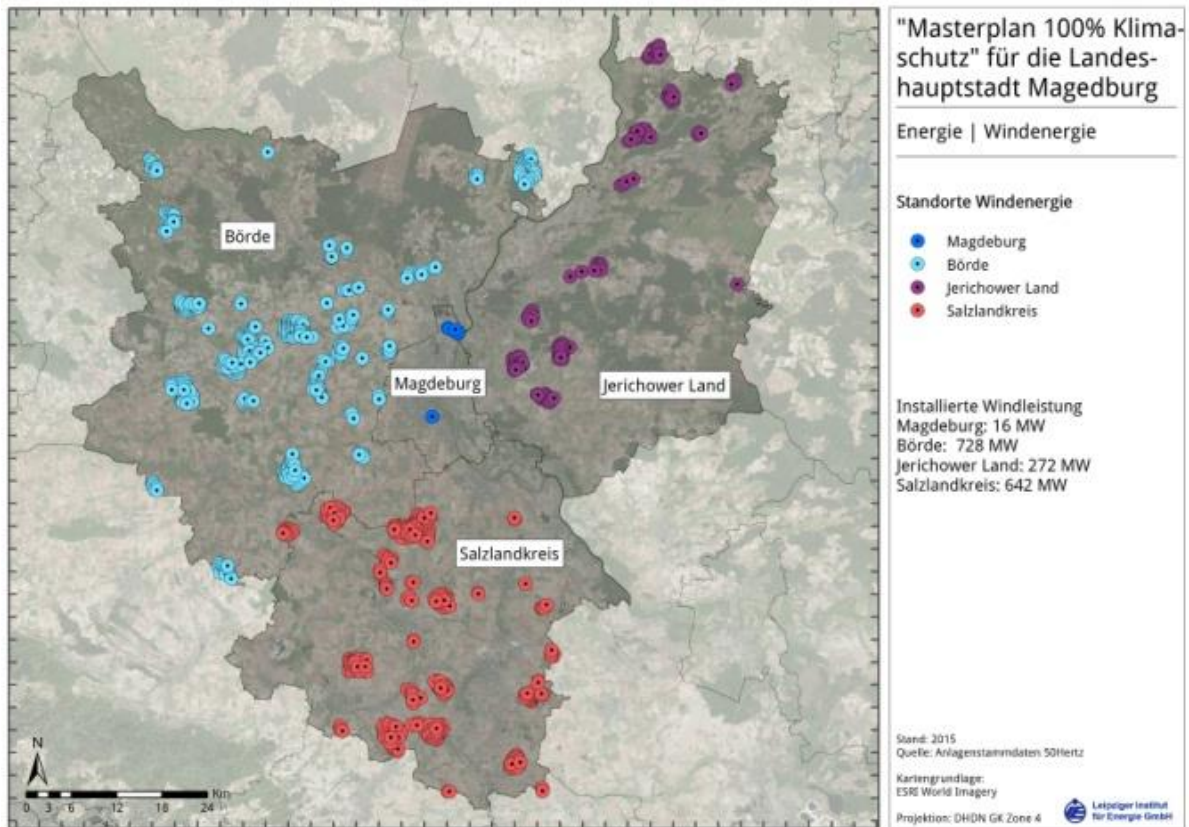 "Masterplan 100% Klima-
schutz" für die Landes-
hauptstadt Magedburg
Energie | Windenergie
Standorte Windenergie
Magdeburg
Börde
Jerichower Land
Salzlandkreis
Installierte Windleistung
Magdeburg: 16 MW
Börde: 728 MW
Jerichower Land: 272 MW
Salzlandkreis: 642 MW
Stand: 2015
Quelle: Anlagenstammdaten 50Hertz
Kartengrundlage:
ESRI World Imagery
Projektion: DHDN GK Zone 4
Leipziger Institut
für Energie GmbH
Börde
Magdeburg
Jerichower Land
Salzlandkreis
N
Km
0 3 6 12 18 24